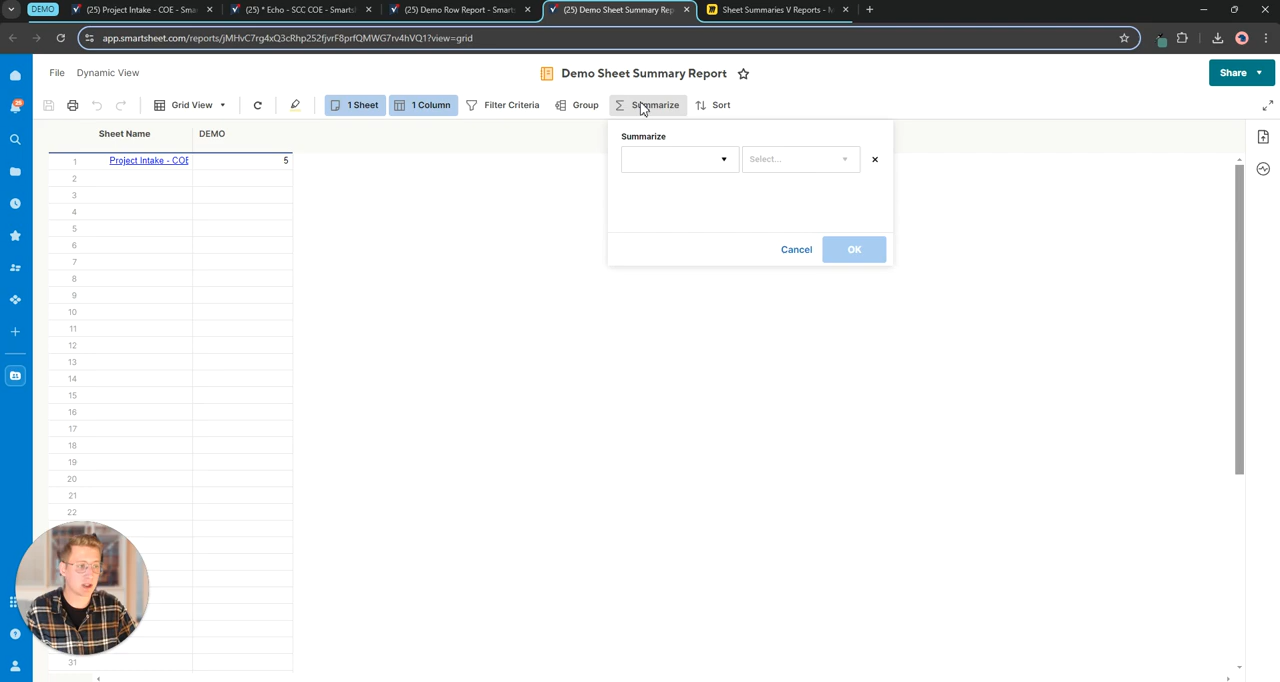 DEMO
(25) Project Intake - COE - Sma
(25) * Echo - SCC COE - Smarts
(25) Demo Row Report - Smart
(25) Demo Sheet Summary Rep
Sheet Summaries V Reports - M
app.smartsheet.com/reports/jMHvC7rg4xQ3cRhp252fjvrF8prfQMWG7rv4hVQ1?view=grid
File
Dynamic View
Demo Sheet Summary Report
Share
25
Grid View
1 Sheet
1 Column
Filter Criteria
Group
Summarize
Sort
Sheet Name
DEMO
Summarize
Select...
Cancel
OK
1
Project Intake - COE
5
2
3
4
5
6
7
8
9
10
11
12
13
14
15
16
17
18
19
20
21
22
31